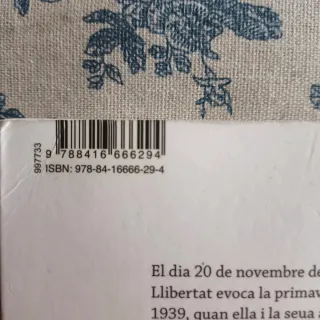 997733
9 788416 666294
ISBN: 978-84-16666-29-4
El dia 20 de novembre de
Llibertat evoca la primav
1939, quan ella i la seua a